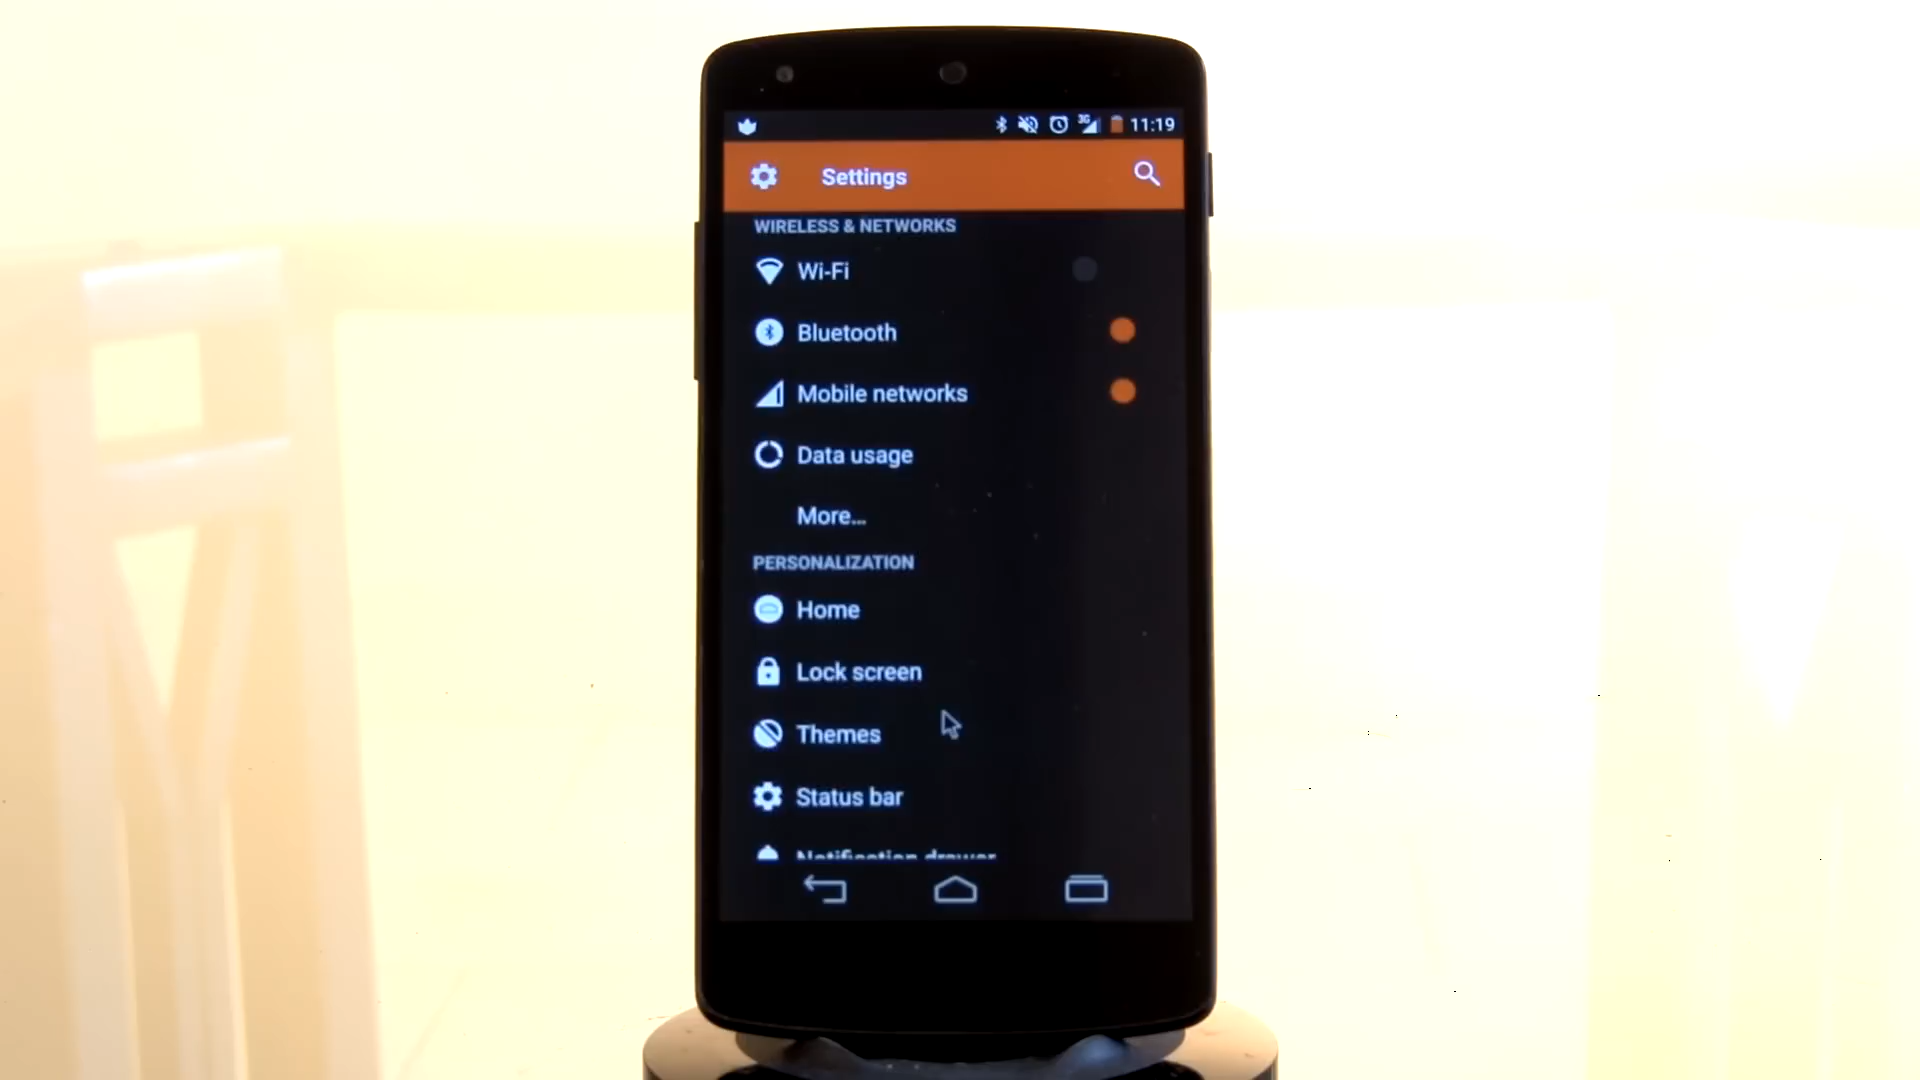 3G 11:19
Settings
WIRELESS & NETWORKS
Wi-Fi
Bluetooth
Mobile networks
Data usage
More...
PERSONALIZATION
Home
Lock screen
Themes
Status bar
Notification drawer